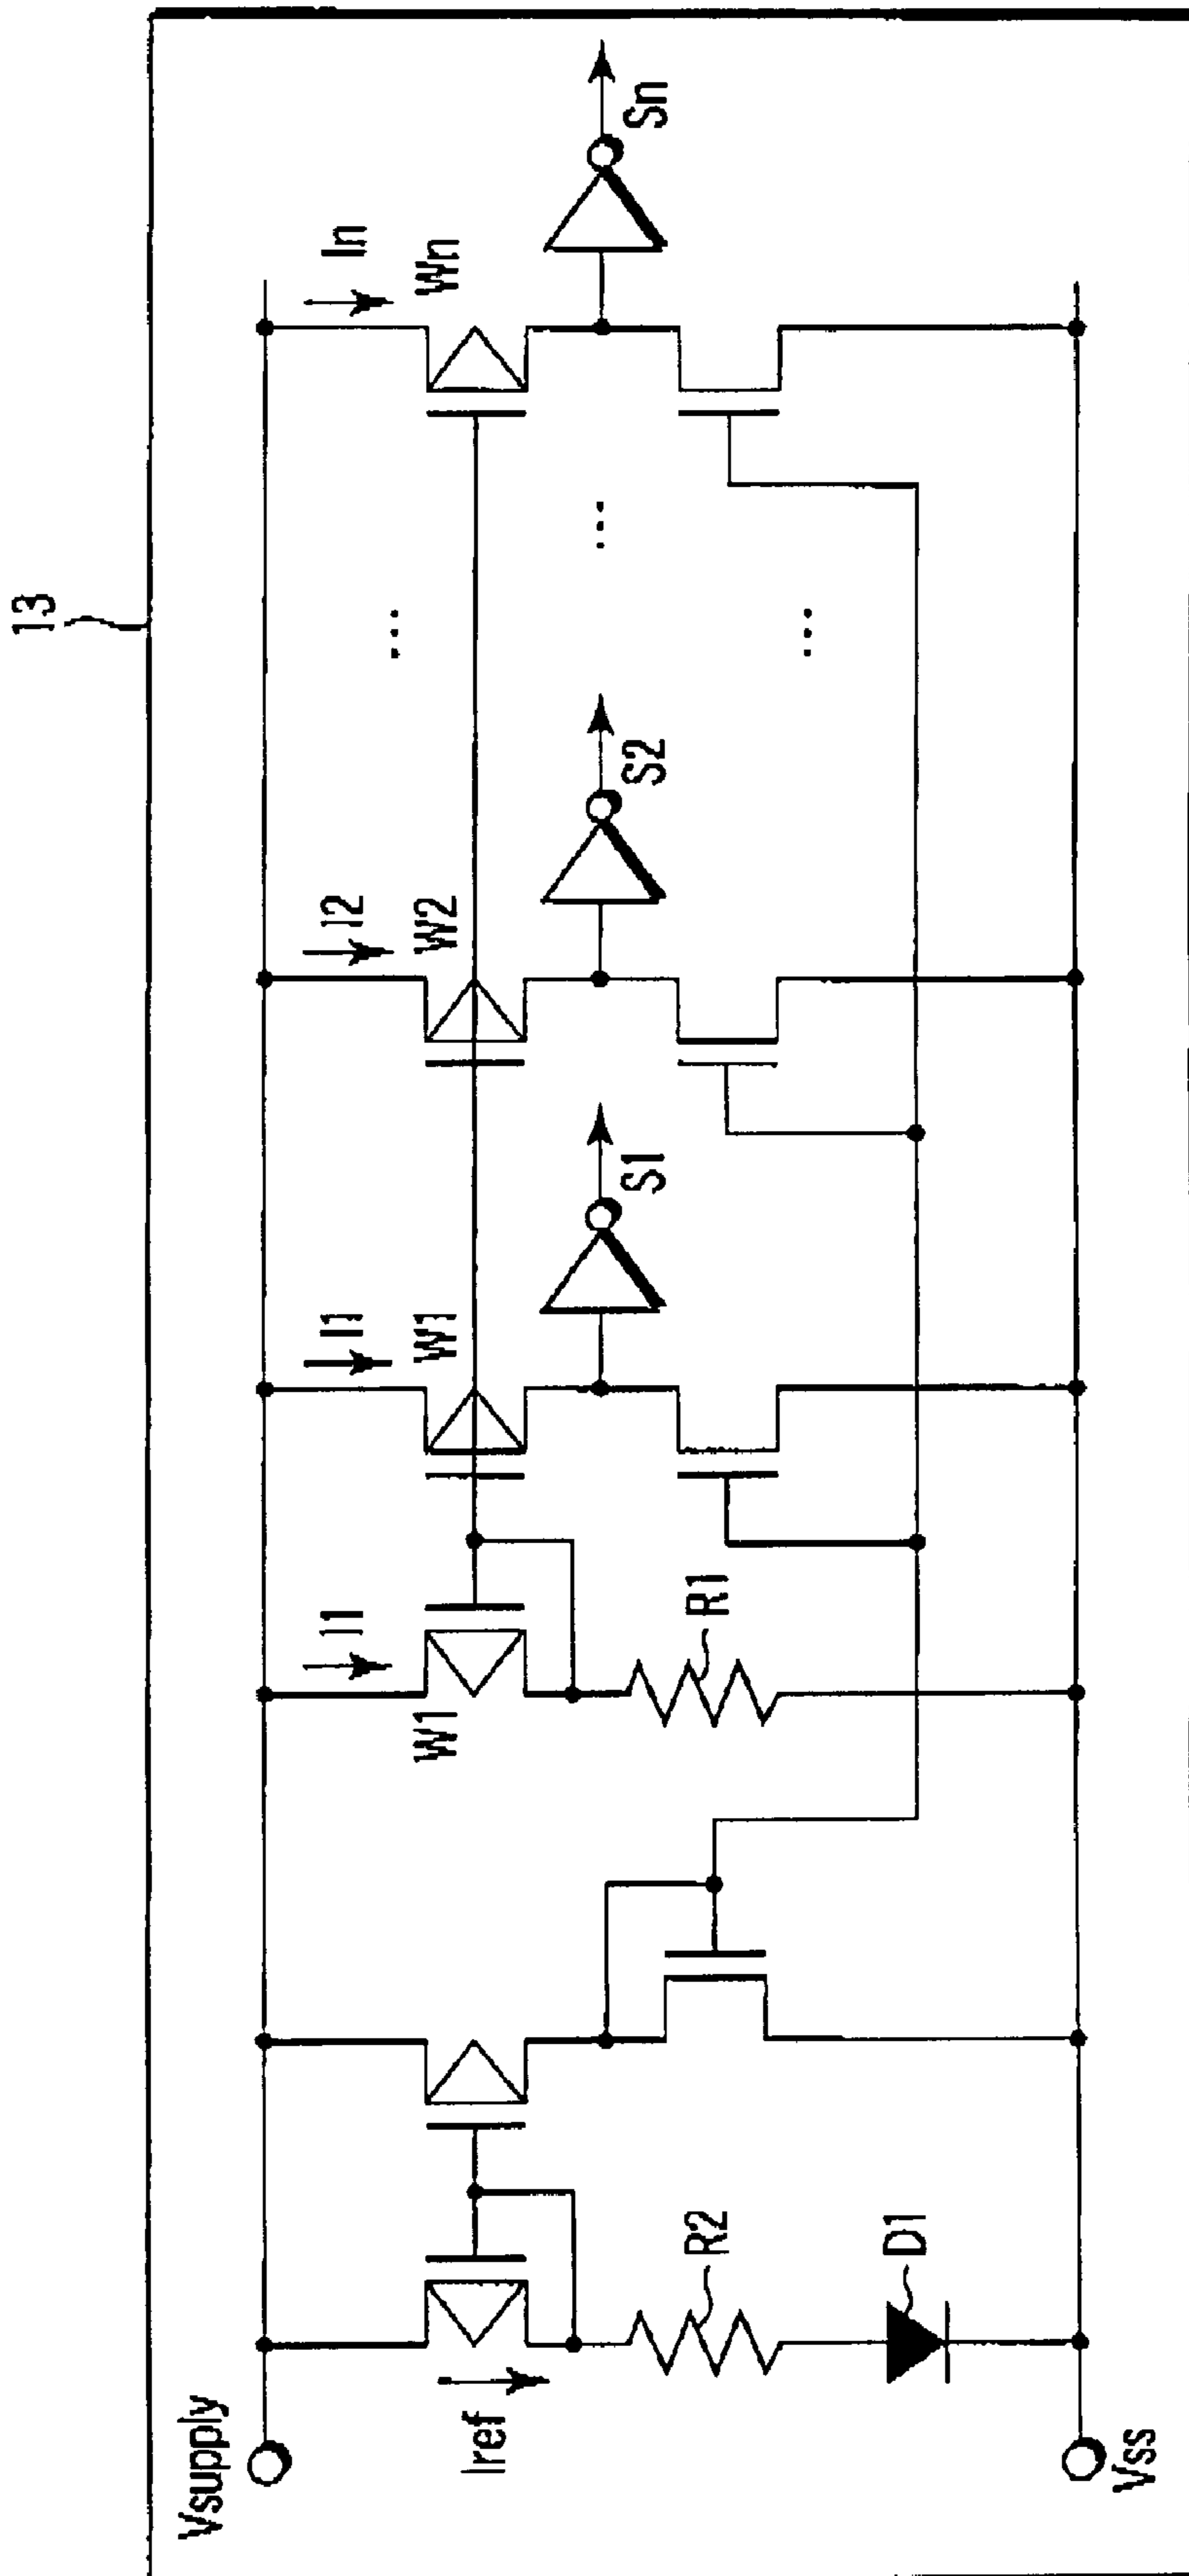 13
Vsupply
Iref
R2
D1
Vss
W1
I1
R1
I1
W1
S1
I2
W2
S2
...
...
...
In
Wn
Sn